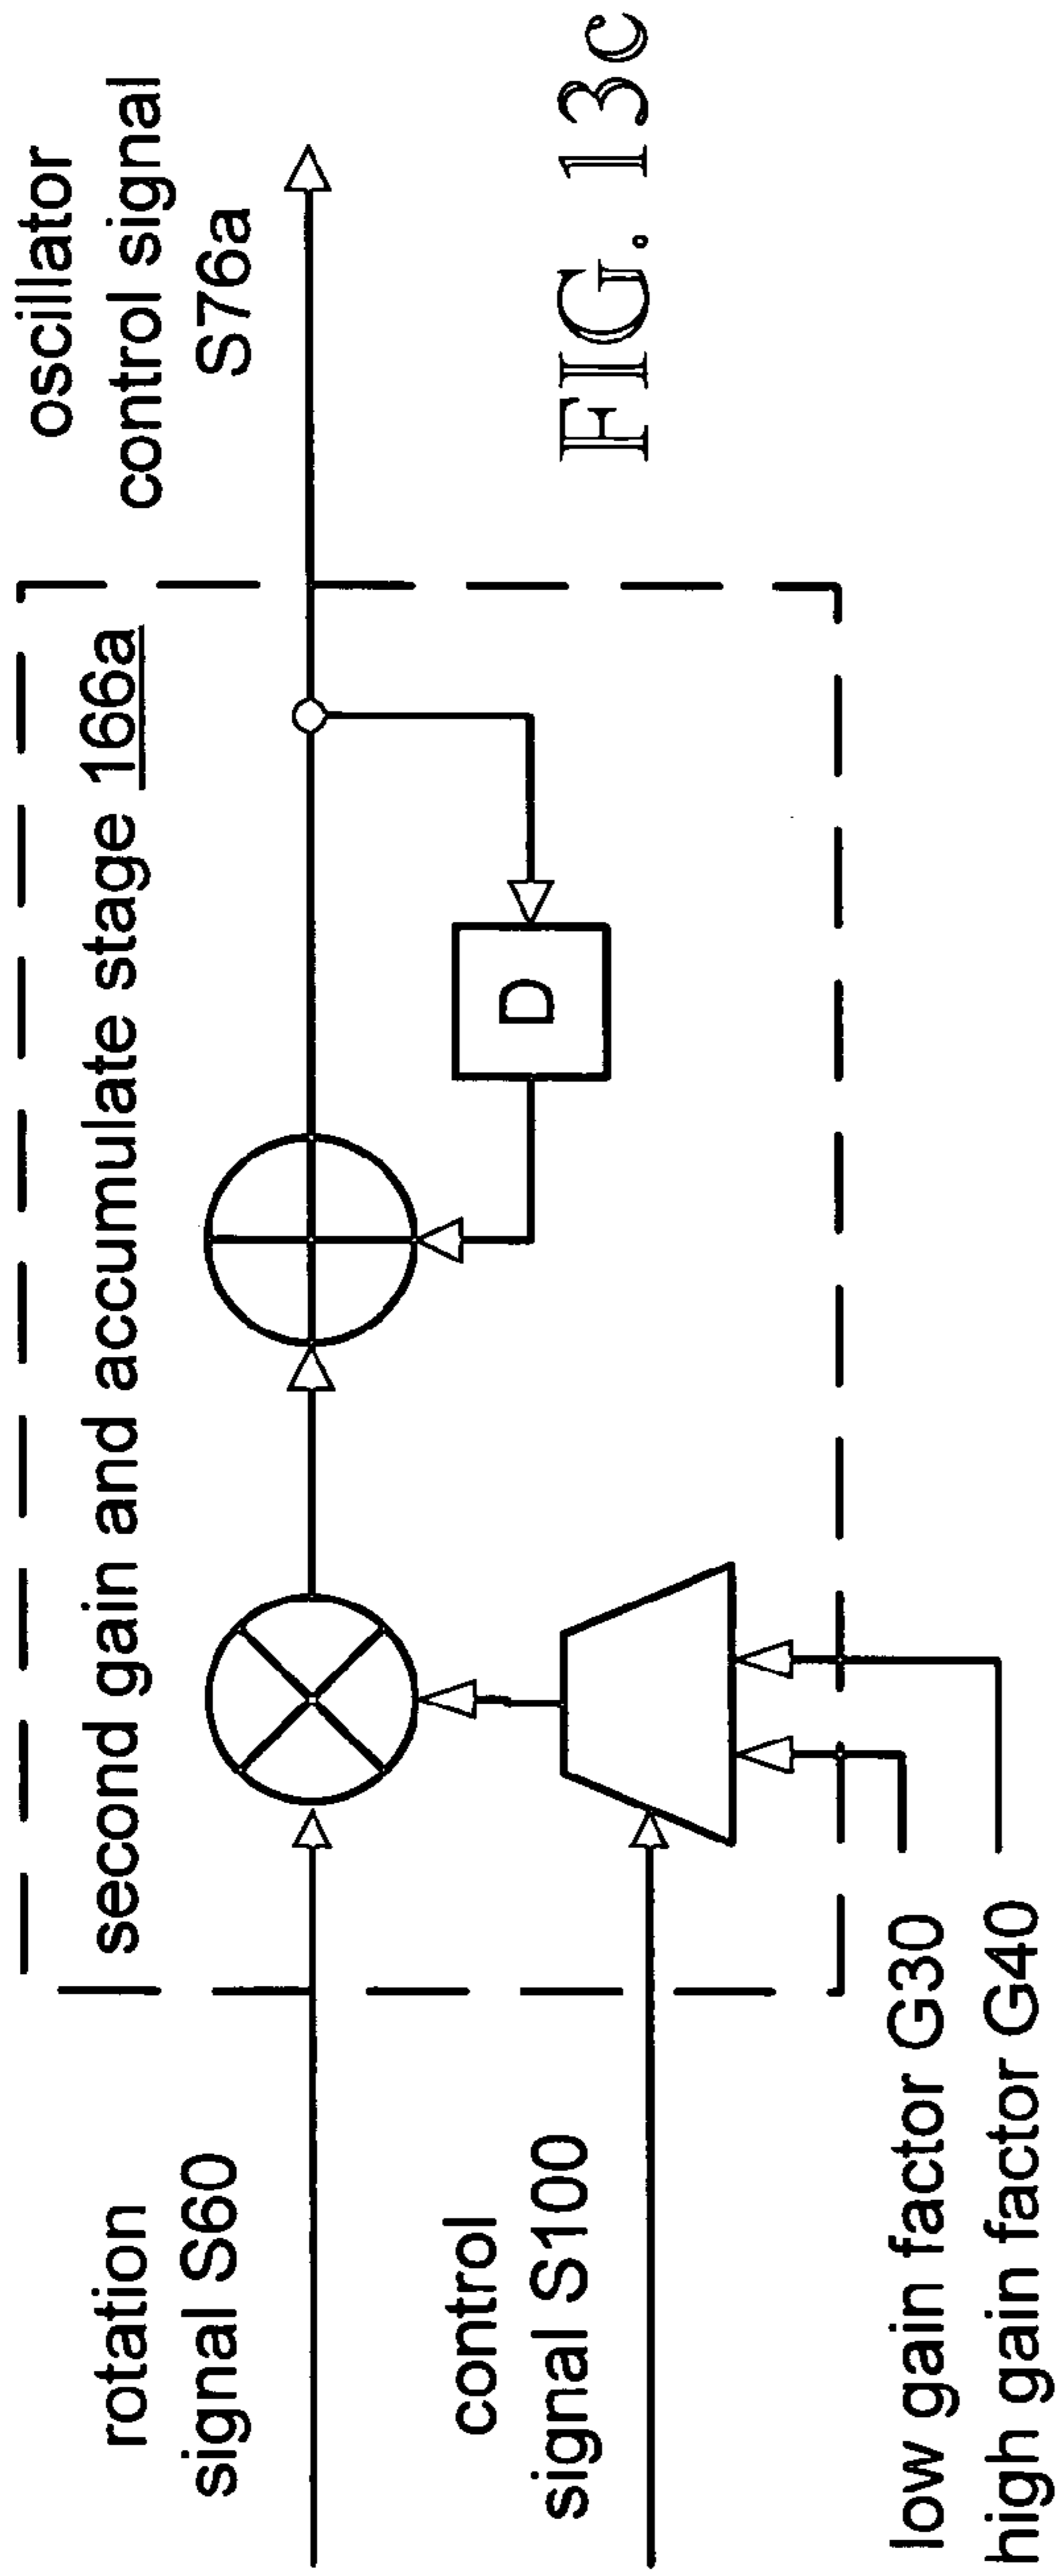 rotation
signal S60
control
signal S100
low gain factor G30
high gain factor G40
second gain and accumulate stage 166a
D
oscillator
control signal
S76a
FIG. 13c